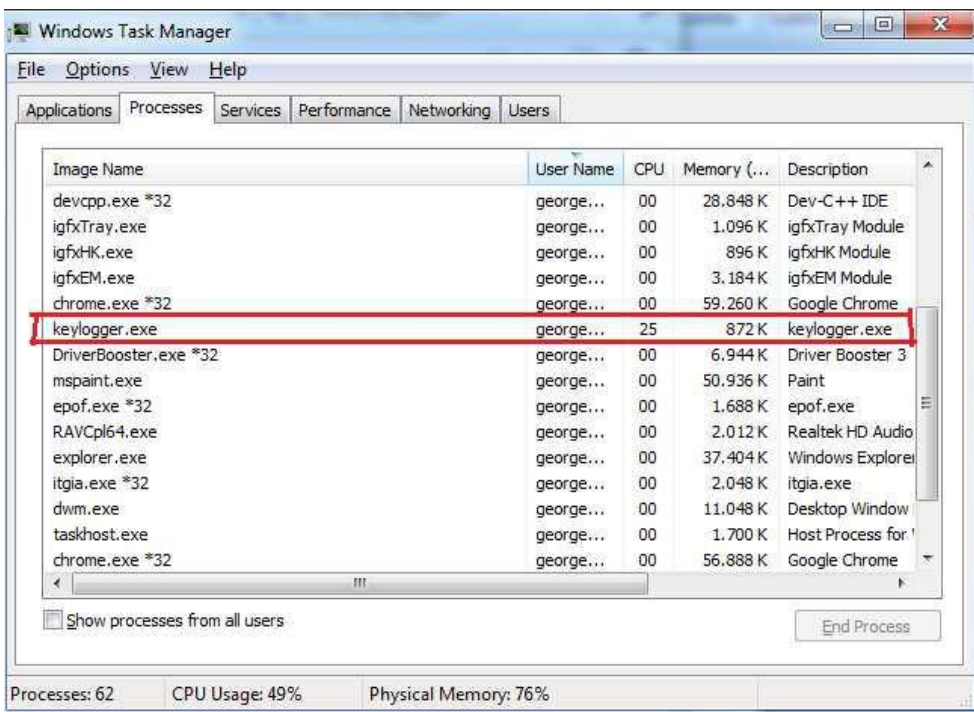 Windows Task Manager
File Options View Help
Applications Processes Services Performance Networking Users
Image Name User Name CPU Memory (... Description
devcpp.exe *32 george... 00 28.848 K Dev-C++ IDE
igfxTray.exe george... 00 1.096 K igfxTray Module
igfxHK.exe george... 00 896 K igfxHK Module
igfxEM.exe george... 00 3.184 K igfxEM Module
chrome.exe *32 george... 00 59.260 K Google Chrome
keylogger.exe george... 25 872 K keylogger.exe
DriverBooster.exe *32 george... 00 6.944 K Driver Booster 3
mspaint.exe george... 00 50.936 K Paint
epof.exe *32 george... 00 1.688 K epof.exe
RAVCpl64.exe george... 00 2.012 K Realtek HD Audio
explorer.exe george... 00 37.404 K Windows Explorer
itgia.exe *32 george... 00 2.048 K itgia.exe
dwm.exe george... 00 11.048 K Desktop Window
taskhost.exe george... 00 1.700 K Host Process for
chrome.exe *32 george... 00 56.888 K Google Chrome
Show processes from all users
End Process
Processes: 62 CPU Usage: 49% Physical Memory: 76%